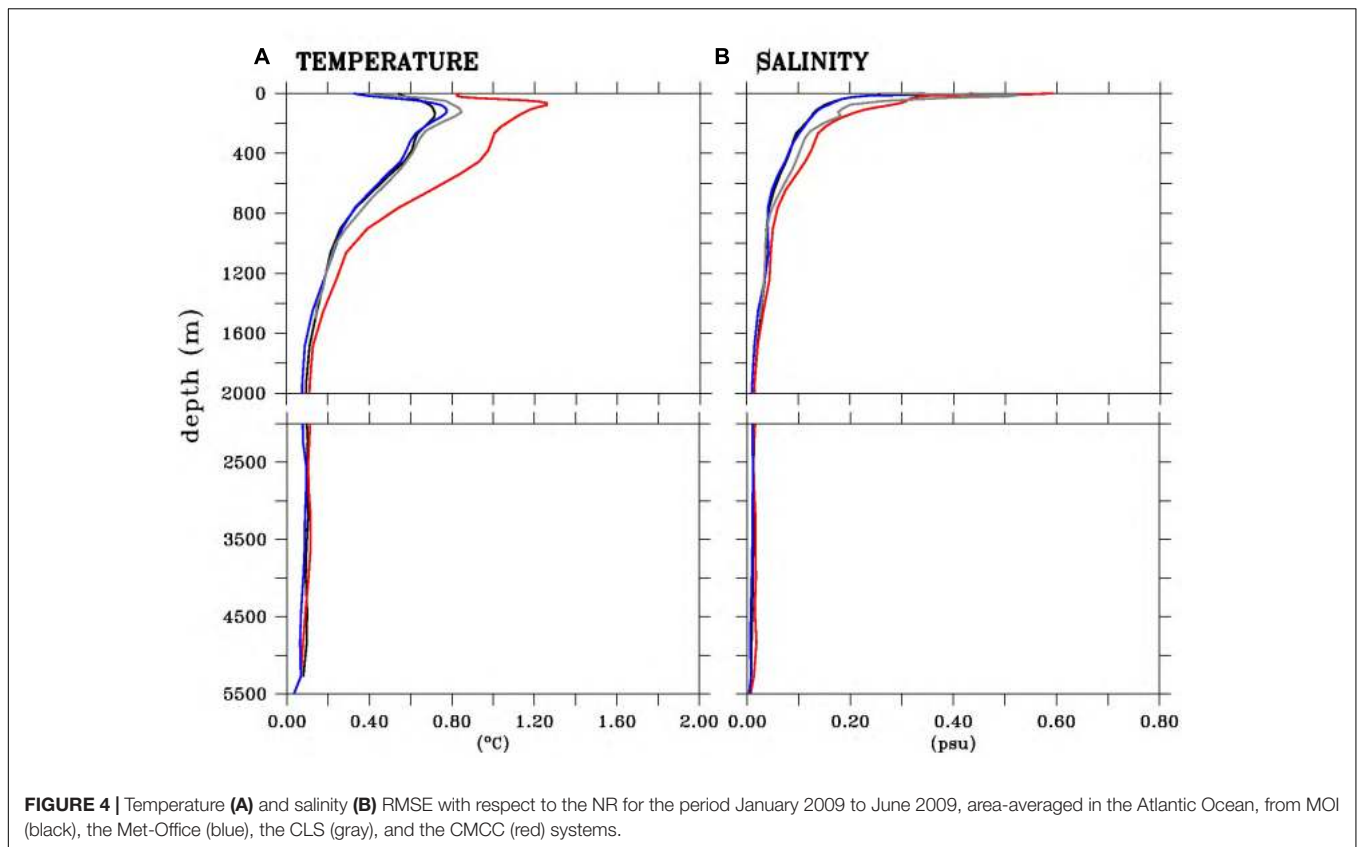 A TEMPERATURE
B SALINITY
0
400
800
1200
1600
2000
depth (m)
2500
3500
4500
5500
0.00 0.40 0.80 1.20 1.60 2.00
(°C)
0.00 0.20 0.40 0.60 0.80
(psu)
FIGURE 4 | Temperature (A) and salinity (B) RMSE with respect to the NR for the period January 2009 to June 2009, area-averaged in the Atlantic Ocean, from MOI
(black), the Met-Office (blue), the CLS (gray), and the CMCC (red) systems.